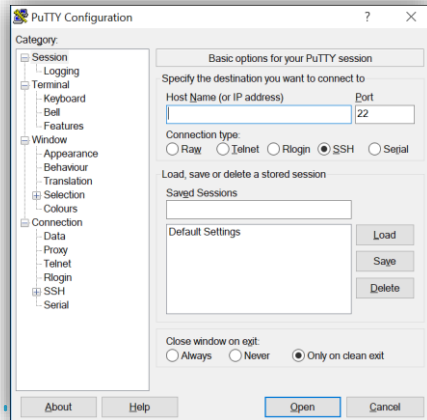 PuTTY Configuration
? ×
Category:
Session
Logging
Terminal
Keyboard
Bell
Features
Window
Appearance
Behaviour
Translation
Selection
Colours
Connection
Data
Proxy
Telnet
Rlogin
SSH
Serial
Basic options for your PuTTY session
Specify the destination you want to connect to
Host Name (or IP address) Port
22
Connection type:
Raw Telnet Rlogin SSH Serial
Load, save or delete a stored session
Saved Sessions
Default Settings
Load
Save
Delete
Close window on exit:
Always Never Only on clean exit
About Help Open Cancel